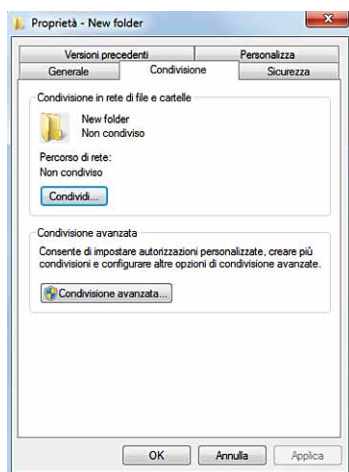 Proprietà - New folder
Versioni precedenti Personalizza
Generale Condivisione Sicurezza
Condivisione in rete di file e cartelle
New folder
Non condiviso
Percorso di rete:
Non condiviso
Condividi...
Condivisione avanzata
Consente di impostare autorizzazioni personalizzate, creare più
condivisioni e configurare altre opzioni di condivisione avanzate.
Condivisione avanzata...
OK Annulla Applica